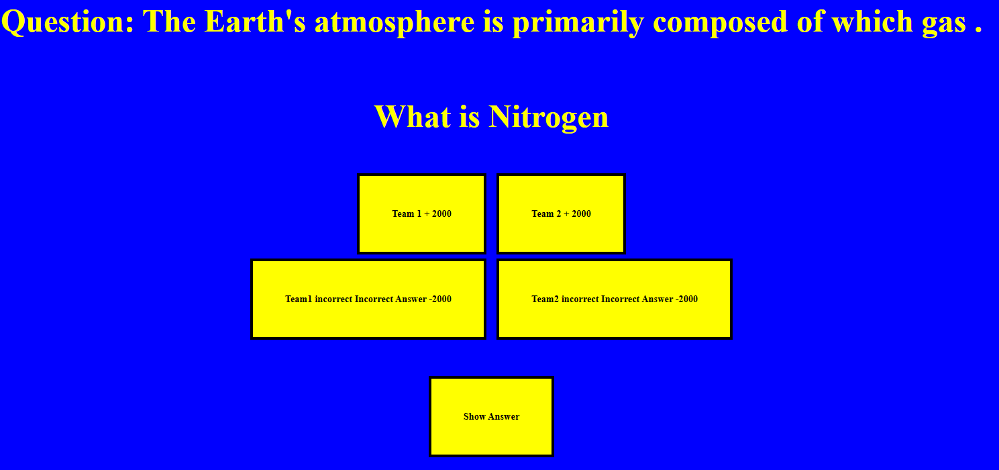 Question: The Earth's atmosphere is primarily composed of which gas .
What is Nitrogen
Team 1 + 2000
Team 2 + 2000
Team1 incorrect Incorrect Answer -2000
Team2 incorrect Incorrect Answer -2000
Show Answer